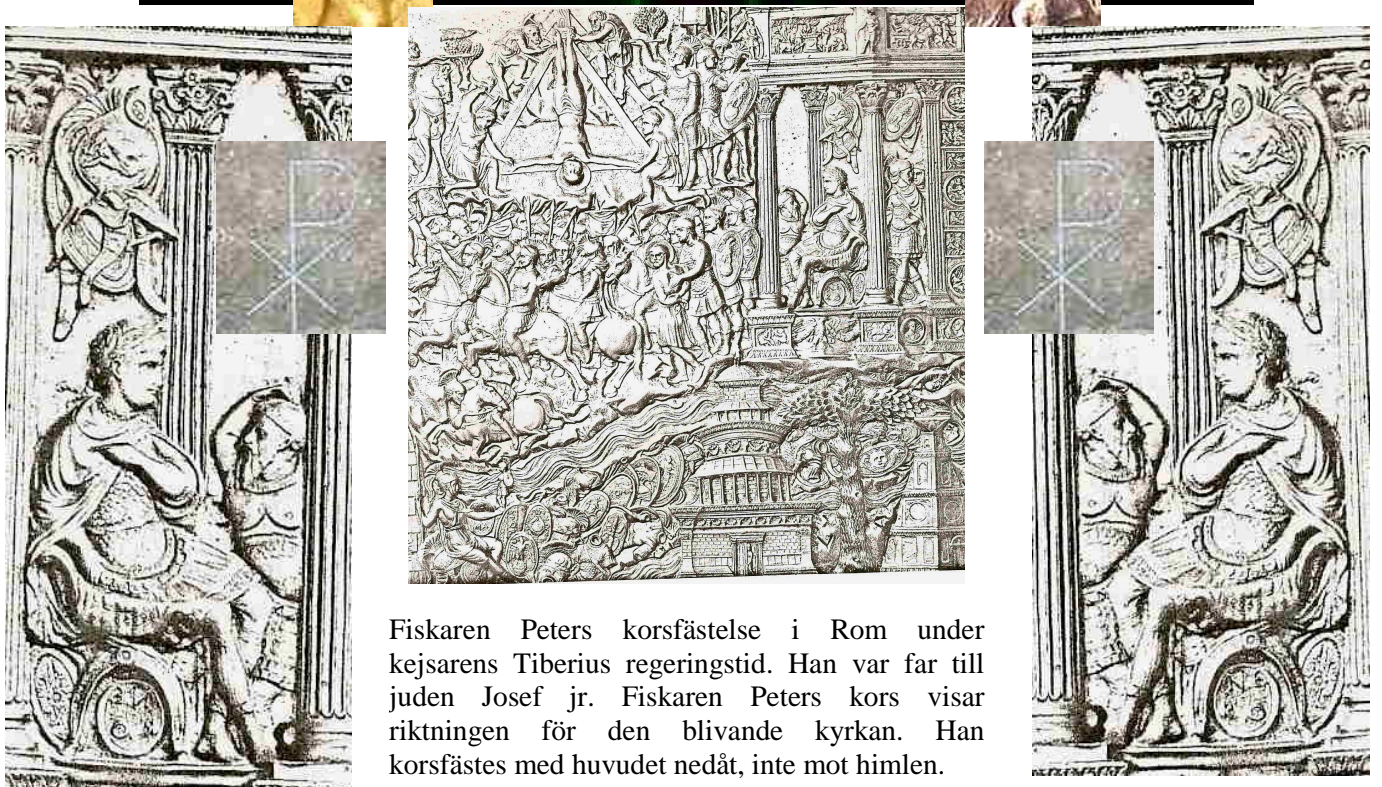 Fiskaren Peters korsfästelse i Rom under
kejsarens Tiberius regeringstid. Han var far till
juden Josef jr. Fiskaren Peters kors visar
riktningen för den blivande kyrkan. Han
korsfästes med huvudet nedåt, inte mot himlen.